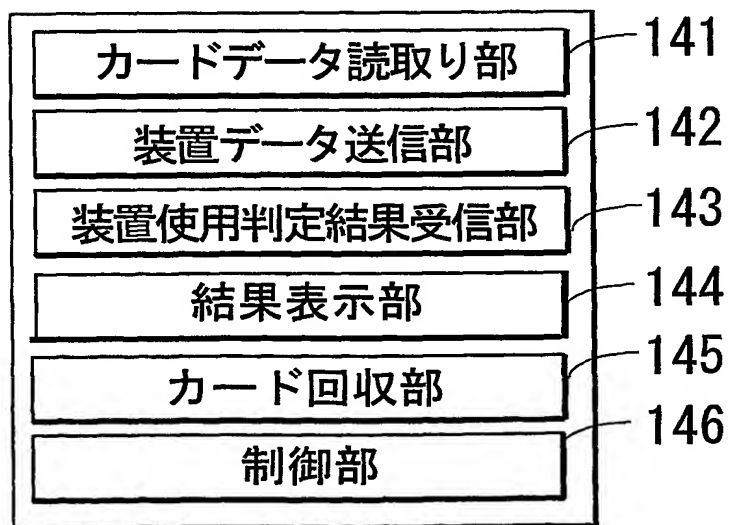 カードデータ読取り部 141
装置データ送信部 142
装置使用判定結果受信部 143
結果表示部 144
カード回収部 145
制御部 146